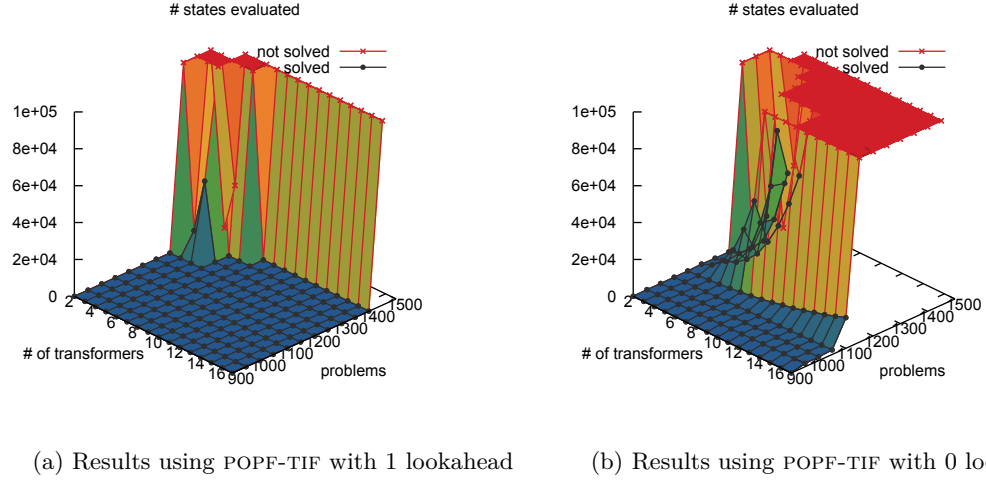 # states evaluated
not solved
solved
1e+05
8e+04
6e+04
4e+04
2e+04
0
2
4
6
8
10
12
14
16
# of transformers
900
1000
1100
1200
1300
1400
1500
problems
(a) Results using POPF-TIF with 1 lookahead
# states evaluated
not solved
solved
1e+05
8e+04
6e+04
4e+04
2e+04
0
2
4
6
8
10
12
14
16
# of transformers
900
1000
1100
1200
1300
1400
1500
problems
(b) Results using POPF-TIF with 0 loo